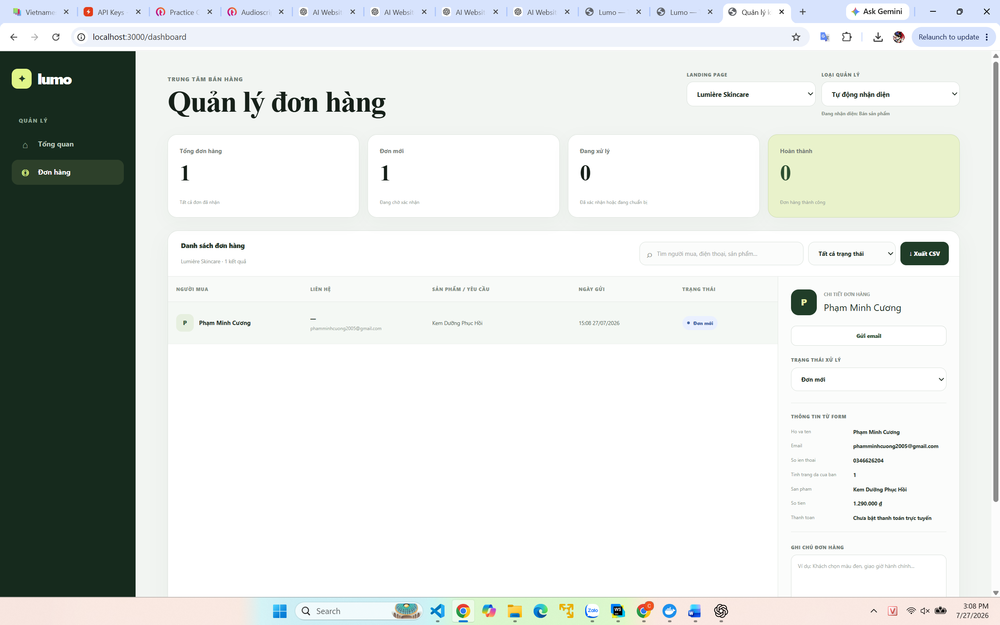 Vietname
API Keys
Practice C
Audioscri
AI Websit
AI Websit
AI Websit
AI Websit
Lumo —
Lumo —
Quản lý k
Ask Gemini
localhost:3000/dashboard
Relaunch to update
lumo
QUẢN LÝ
Tổng quan
Đơn hàng
TRUNG TÂM BÁN HÀNG
Quản lý đơn hàng
LANDING PAGE
Lumière Skincare
LOẠI QUẢN LÝ
Tự động nhận diện
Đang nhận diện: Bán sản phẩm
Tổng đơn hàng
1
Tất cả đơn đã nhận
Đơn mới
1
Đang chờ xác nhận
Đang xử lý
0
Đã xác nhận hoặc đang chuẩn bị
Hoàn thành
0
Đơn hàng thành công
Danh sách đơn hàng
Lumière Skincare · 1 kết quả
Tìm người mua, điện thoại, sản phẩm...
Tất cả trạng thái
↓ Xuất CSV
NGƯỜI MUA
LIÊN HỆ
SẢN PHẨM / YÊU CẦU
NGÀY GỬI
TRẠNG THÁI
P
Phạm Minh Cương
—
phamminhcuong2005@gmail.com
Kem Dưỡng Phục Hồi
15:08 27/07/2026
Đơn mới
P
CHI TIẾT ĐƠN HÀNG
Phạm Minh Cương
Gửi email
TRẠNG THÁI XỬ LÝ
Đơn mới
THÔNG TIN TỪ FORM
Ho va ten
Phạm Minh Cương
Email
phamminhcuong2005@gmail.com
So ien thoai
0346626204
Tinh trang da cua ban
1
San pham
Kem Dưỡng Phục Hồi
So tien
1.290.000 ₫
Thanh toan
Chưa bật thanh toán trực tuyến
GHI CHÚ ĐƠN HÀNG
Ví dụ: Khách chọn màu đen, giao giờ hành chính...
Search
Zalo
WS
C
W
V
3:08 PM
7/27/2026